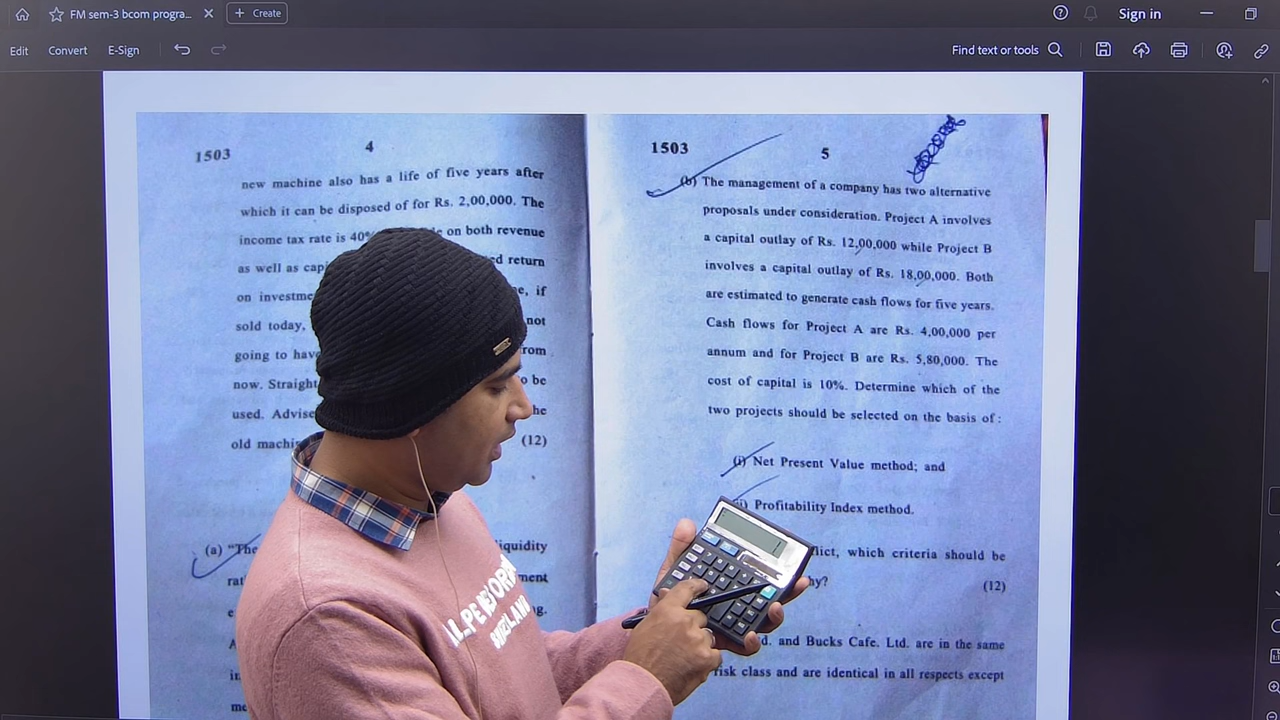 FM sem-3 bcom progra...
Create
Sign in
Edit
Convert
E-Sign
Find text or tools
1503
4
new machine also has a life of five years after
which it can be disposed of for Rs. 2,00,000. The
income tax rate is 40% on both revenue
as well as return
on investme if
sold today, not
going to have
now. Straight to be
used. Advise
old (12)
(a) "The
1503
5
(b) The management of a company has two alternative
proposals under consideration. Project A involves
a capital outlay of Rs. 12,00,000 while Project B
involves a capital outlay of Rs. 18,00,000. Both
are estimated to generate cash flows for five years.
Cash flows for Project A are Rs. 4,00,000 per
annum and for Project B are Rs. 5,80,000. The
cost of capital is 10%. Determine which of the
two projects should be selected on the basis of :
(i) Net Present Value method; and
Profitability Index method.
which criteria should be
(12)
and Bucks Cafe. Ltd. are in the same
risk class and are identical in all respects except